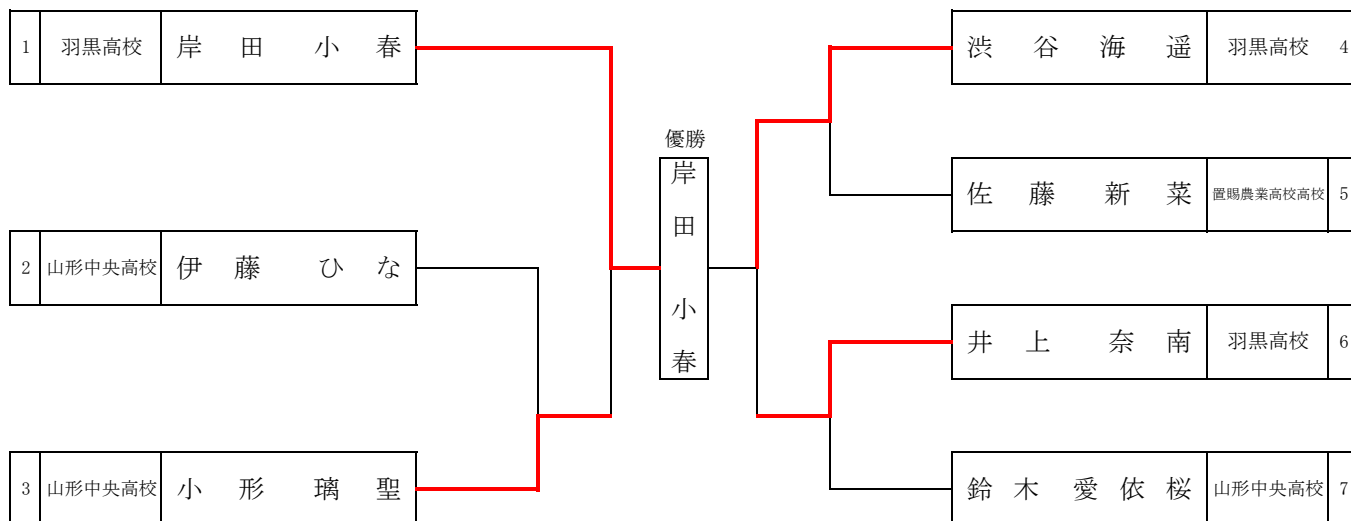 1 羽黒高校 岸田 小春
2 山形中央高校 伊藤 ひな
3 山形中央高校 小形 璃聖
優勝
岸田 小春
渋谷 海遥 羽黒高校 4
佐藤 新菜 置賜農業高校高校 5
井上 奈南 羽黒高校 6
鈴木 愛依桜 山形中央高校 7